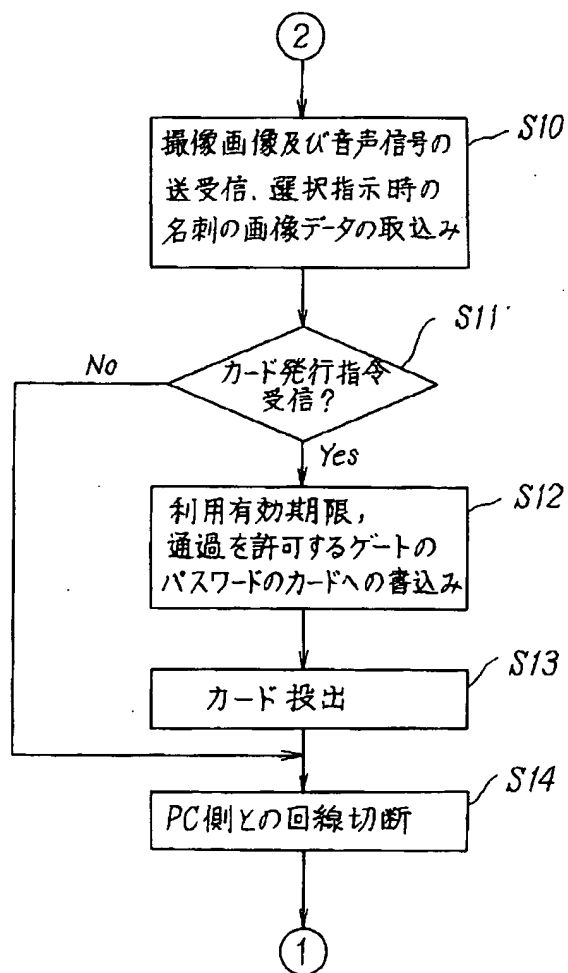 2
S10
撮像画像及び音声信号の
送受信、選択指示時の
名刺の画像データの取込み
S11
No
カード発行指令
受信?
Yes
S12
利用有効期限,
通過を許可するゲートの
パスワードのカードへの書込み
S13
カード投出
S14
PC側との回線切断
1